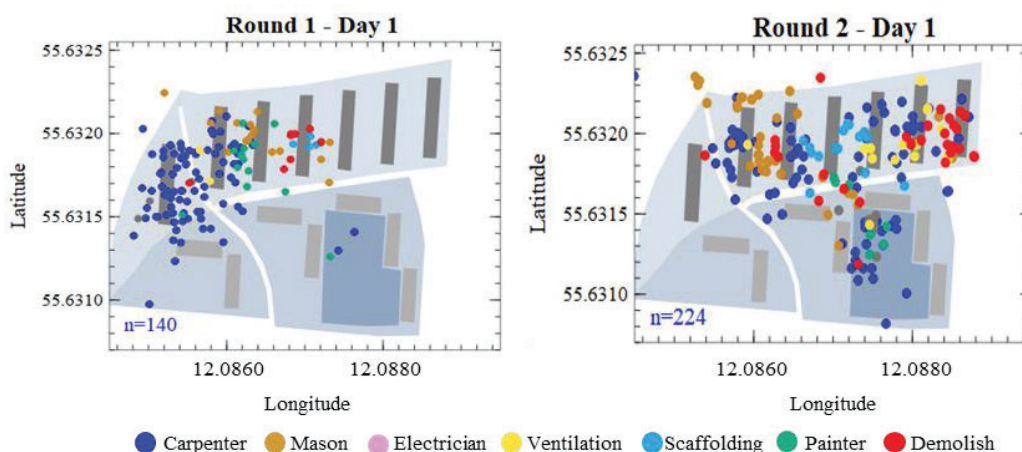 Round 1 - Day 1
55.6325
55.6320
55.6315
55.6310
Latitude
n=140
12.0860
12.0880
Longitude
Round 2 - Day 1
55.6325
55.6320
55.6315
55.6310
Latitude
n=224
12.0860
12.0880
Longitude
Carpenter Mason Electrician Ventilation Scaffolding Painter Demolish